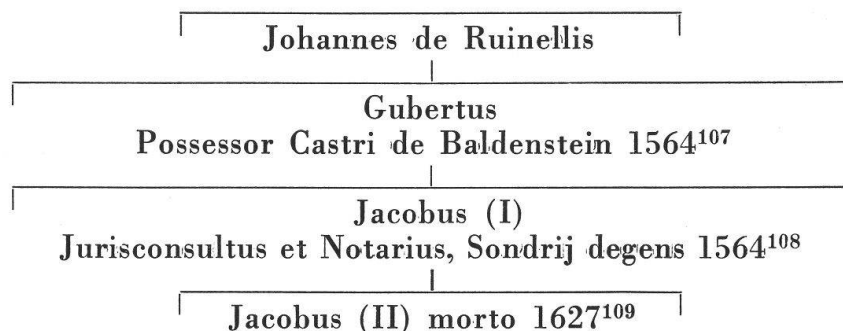 Johannes de Ruinellis
Gubertus
Possessor Castri de Baldenstein 1564¹⁰⁷
Jacobus (I)
Jurisconsultus et Notarius, Sondrij degens 1564¹⁰⁸
Jacobus (II) morto 1627¹⁰⁹